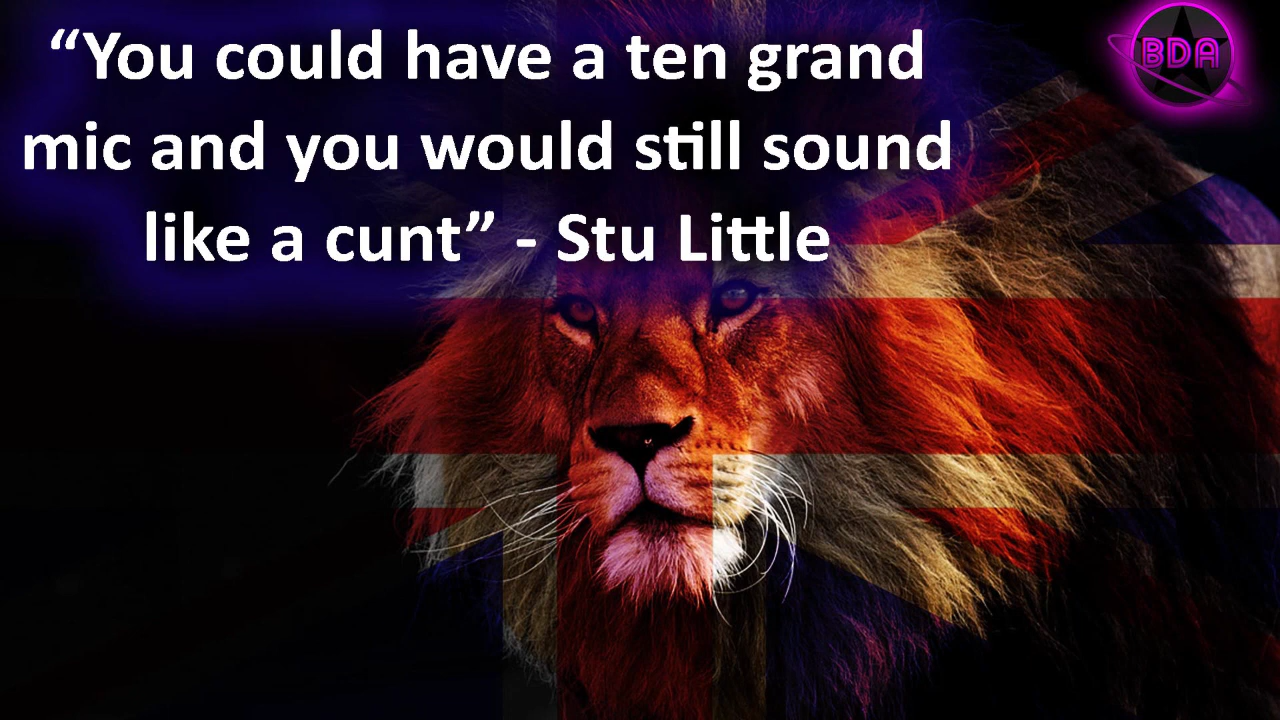 “You could have a ten grand
mic and you would still sound
like a cunt” - Stu Little
BDA